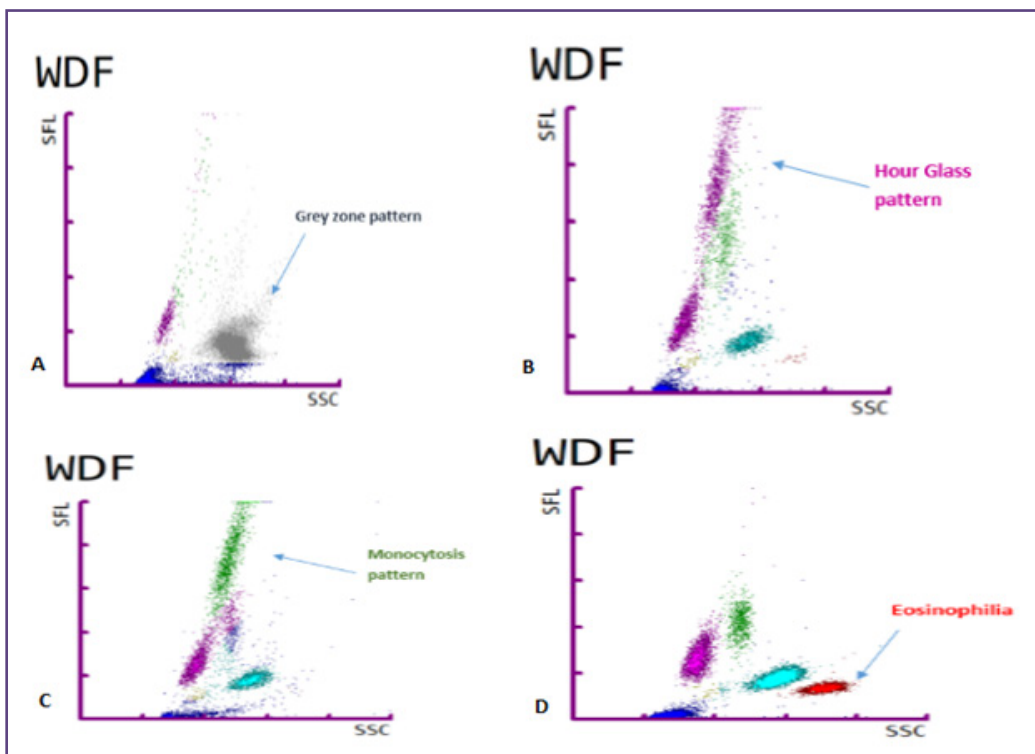 WDF
SFL
Grey zone pattern
A
SSC
WDF
SFL
Hour Glass
pattern
B
SSC
WDF
SFL
Monocytosis
pattern
C
SSC
WDF
SFL
Eosinophilia
D
SSC